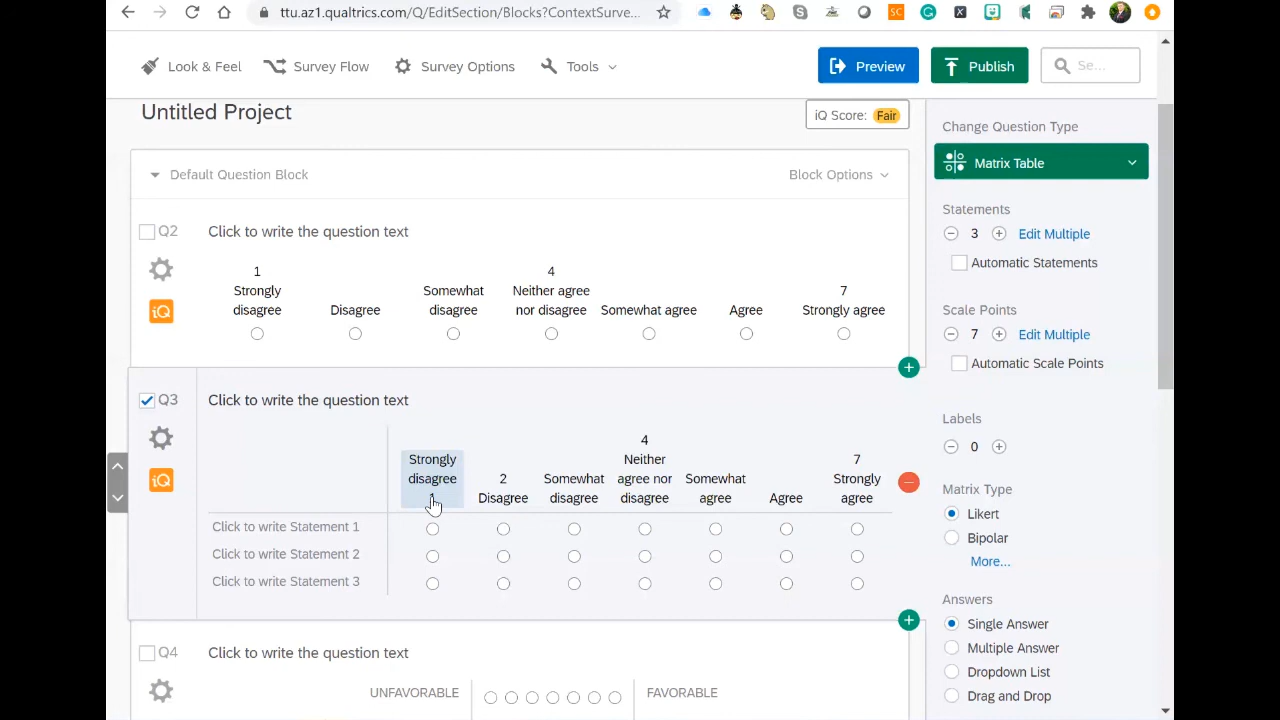 ttu.az1.qualtrics.com/Q/EditSection/Blocks?ContextSurve...
Look & Feel
Survey Flow
Survey Options
Tools
Preview
Publish
Se...
Untitled Project
iQ Score: Fair
Default Question Block
Block Options
Q2
Click to write the question text
iQ
1 Strongly disagree
Disagree
Somewhat disagree
4 Neither agree nor disagree
Somewhat agree
Agree
7 Strongly agree
Q3
Click to write the question text
iQ
Strongly disagree 1
2 Disagree
Somewhat disagree
4 Neither agree nor disagree
Somewhat agree
Agree
7 Strongly agree
Click to write Statement 1
Click to write Statement 2
Click to write Statement 3
Q4
Click to write the question text
UNFAVORABLE
FAVORABLE
Change Question Type
Matrix Table
Statements
3 Edit Multiple
Automatic Statements
Scale Points
7 Edit Multiple
Automatic Scale Points
Labels
0
Matrix Type
Likert
Bipolar
More...
Answers
Single Answer
Multiple Answer
Dropdown List
Drag and Drop